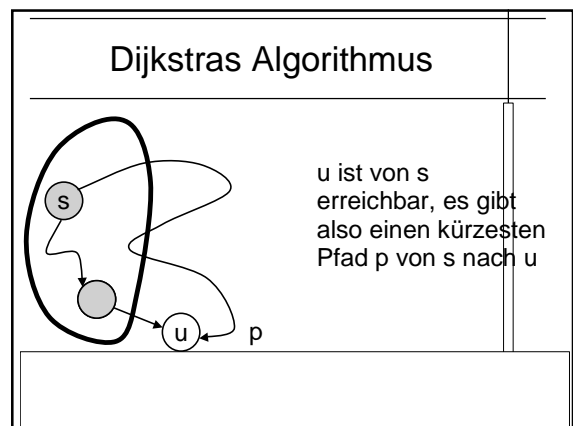 Dijkstras Algorithmus
s
u ist von s
erreichbar, es gibt
also einen kürzesten
Pfad p von s nach u
u
p